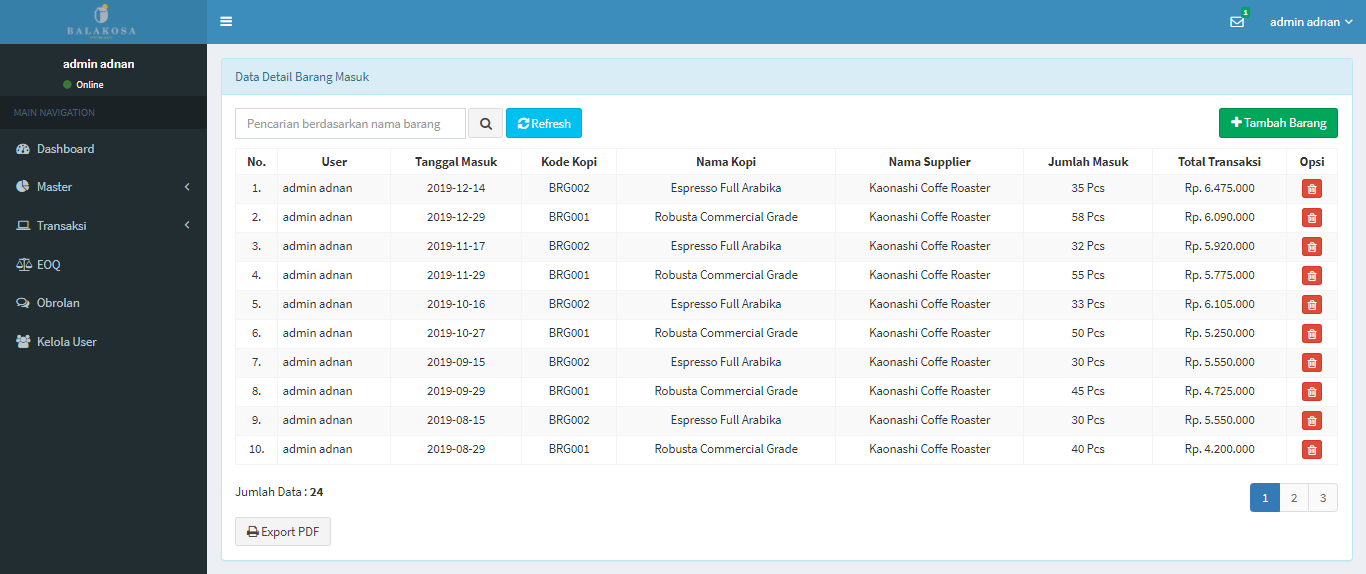 BALAKOSA
1
admin adnan
admin adnan
Online
MAIN NAVIGATION
Dashboard
Master
Transaksi
EOQ
Obrolan
Kelola User
Data Detail Barang Masuk
Pencarian berdasarkan nama barang Refresh Tambah Barang
No. User Tanggal Masuk Kode Kopi Nama Kopi Nama Supplier Jumlah Masuk Total Transaksi Opsi
1. admin adnan 2019-12-14 BRG002 Espresso Full Arabika Kaonashi Coffe Roaster 35 Pcs Rp. 6.475.000
2. admin adnan 2019-12-29 BRG001 Robusta Commercial Grade Kaonashi Coffe Roaster 58 Pcs Rp. 6.090.000
3. admin adnan 2019-11-17 BRG002 Espresso Full Arabika Kaonashi Coffe Roaster 32 Pcs Rp. 5.920.000
4. admin adnan 2019-11-29 BRG001 Robusta Commercial Grade Kaonashi Coffe Roaster 55 Pcs Rp. 5.775.000
5. admin adnan 2019-10-16 BRG002 Espresso Full Arabika Kaonashi Coffe Roaster 33 Pcs Rp. 6.105.000
6. admin adnan 2019-10-27 BRG001 Robusta Commercial Grade Kaonashi Coffe Roaster 50 Pcs Rp. 5.250.000
7. admin adnan 2019-09-15 BRG002 Espresso Full Arabika Kaonashi Coffe Roaster 30 Pcs Rp. 5.550.000
8. admin adnan 2019-09-29 BRG001 Robusta Commercial Grade Kaonashi Coffe Roaster 45 Pcs Rp. 4.725.000
9. admin adnan 2019-08-15 BRG002 Espresso Full Arabika Kaonashi Coffe Roaster 30 Pcs Rp. 5.550.000
10. admin adnan 2019-08-29 BRG001 Robusta Commercial Grade Kaonashi Coffe Roaster 40 Pcs Rp. 4.200.000
Jumlah Data : 24
1 2 3
Export PDF